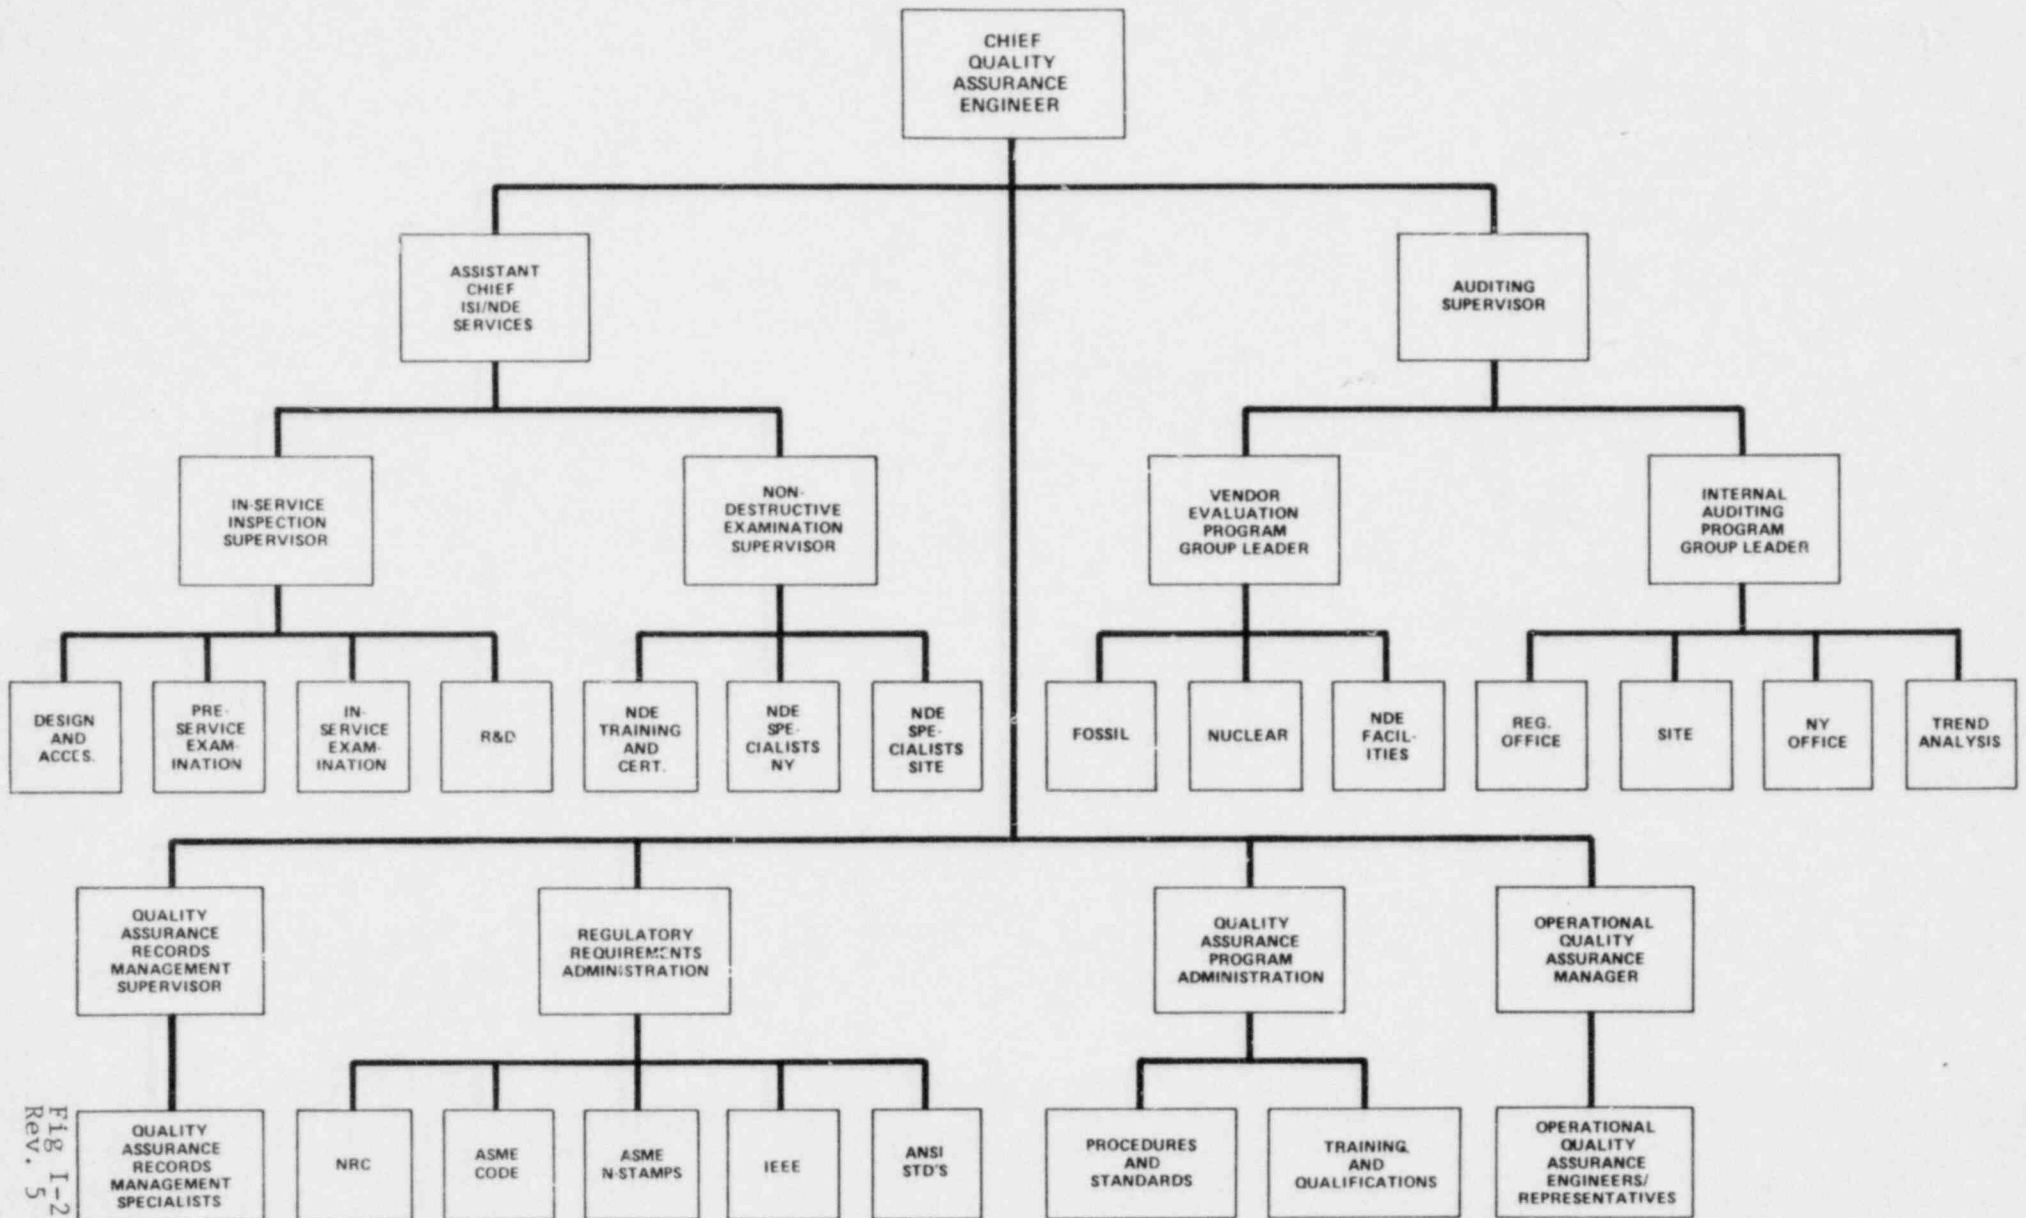 CHIEF
QUALITY
ASSURANCE
ENGINEER
ASSISTANT
CHIEF
ISI/NDE
SERVICES
AUDITING
SUPERVISOR
IN-SERVICE
INSPECTION
SUPERVISOR
NON-
DESTRUCTIVE
EXAMINATION
SUPERVISOR
VENDOR
EVALUATION
PROGRAM
GROUP LEADER
INTERNAL
AUDITING
PROGRAM
GROUP LEADER
DESIGN
AND
ACCES.
PRE-
SERVICE
EXAM-
INATION
IN-
SERVICE
EXAM-
INATION
R&D
NDE
TRAINING
AND
CERT.
NDE
SPE-
CIALISTS
NY
NDE
SPE-
CIALISTS
SITE
FOSSIL
NUCLEAR
NDE
FACIL-
ITIES
REG.
OFFICE
SITE
NY
OFFICE
TREND
ANALYSIS
QUALITY
ASSURANCE
RECORDS
MANAGEMENT
SUPERVISOR
REGULATORY
REQUIREMENTS
ADMINISTRATION
QUALITY
ASSURANCE
PROGRAM
ADMINISTRATION
OPERATIONAL
QUALITY
ASSURANCE
MANAGER
QUALITY
ASSURANCE
RECORDS
MANAGEMENT
SPECIALISTS
NRC
ASME
CODE
ASME
N-STAMPS
IEEE
ANSI
STD'S
PROCEDURES
AND
STANDARDS
TRAINING
AND
QUALIFICATIONS
OPERATIONAL
QUALITY
ASSURANCE
ENGINEERS/
REPRESENTATIVES
Fig I-2
Rev. 5